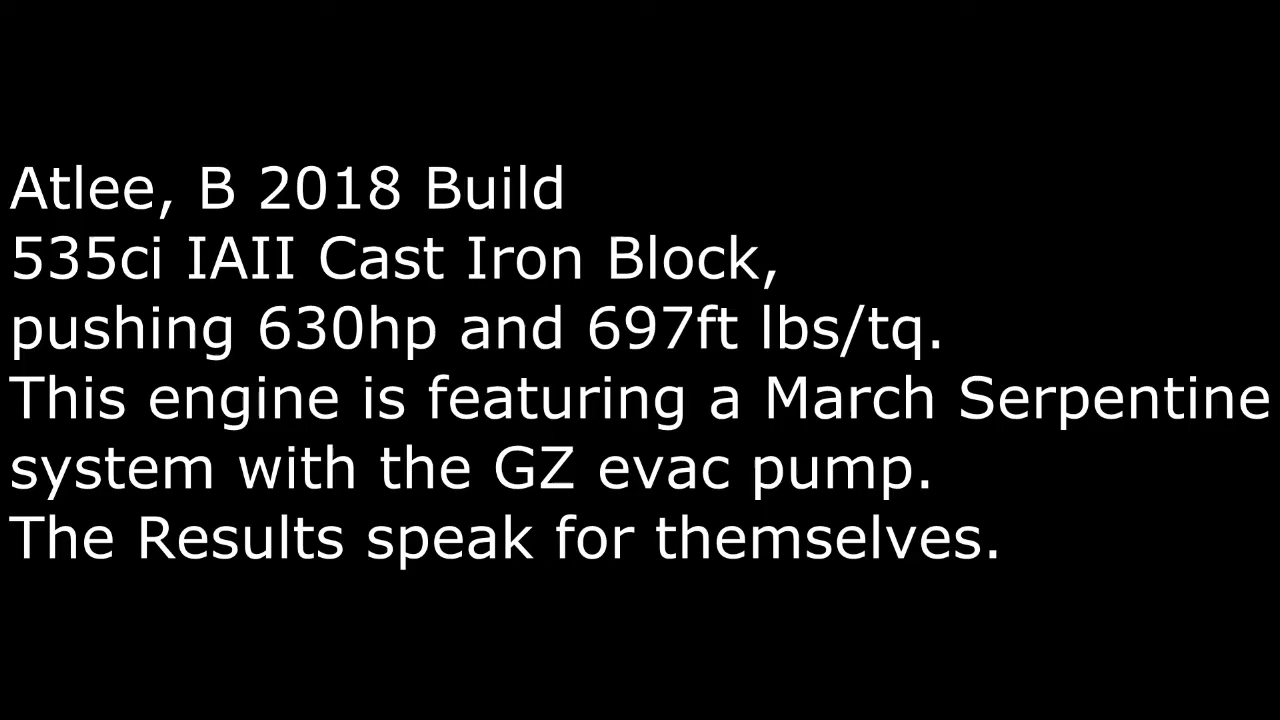 Atlee, B 2018 Build
535ci IAII Cast Iron Block,
pushing 630hp and 697ft lbs/tq.
This engine is featuring a March Serpentine
system with the GZ evac pump.
The Results speak for themselves.